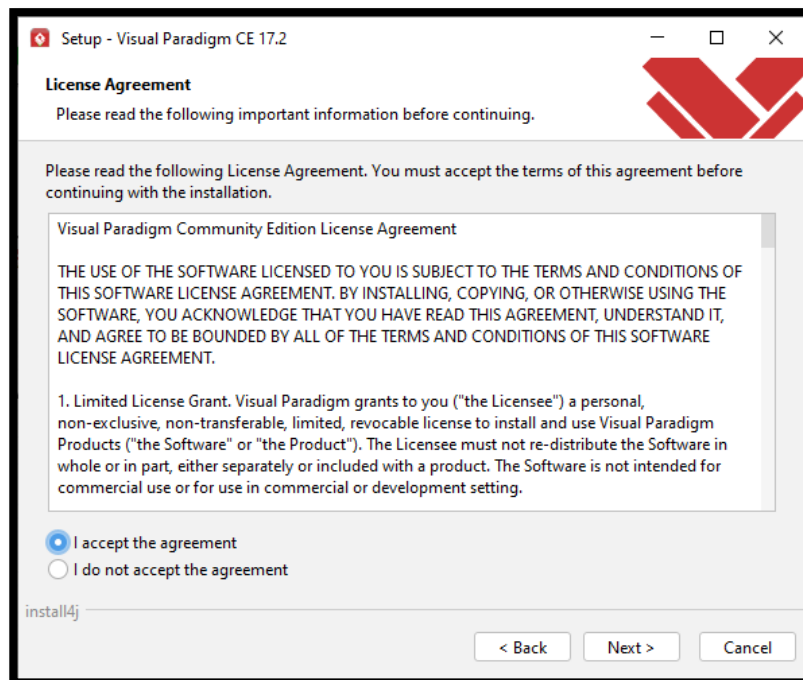 Setup - Visual Paradigm CE 17.2
License Agreement
Please read the following important information before continuing.
Please read the following License Agreement. You must accept the terms of this agreement before
continuing with the installation.
Visual Paradigm Community Edition License Agreement
THE USE OF THE SOFTWARE LICENSED TO YOU IS SUBJECT TO THE TERMS AND CONDITIONS OF
THIS SOFTWARE LICENSE AGREEMENT. BY INSTALLING, COPYING, OR OTHERWISE USING THE
SOFTWARE, YOU ACKNOWLEDGE THAT YOU HAVE READ THIS AGREEMENT, UNDERSTAND IT,
AND AGREE TO BE BOUNDED BY ALL OF THE TERMS AND CONDITIONS OF THIS SOFTWARE
LICENSE AGREEMENT.
1. Limited License Grant. Visual Paradigm grants to you ("the Licensee") a personal,
non-exclusive, non-transferable, limited, revocable license to install and use Visual Paradigm
Products ("the Software" or "the Product"). The Licensee must not re-distribute the Software in
whole or in part, either separately or included with a product. The Software is not intended for
commercial use or for use in commercial or development setting.
I accept the agreement
I do not accept the agreement
install4j
< Back
Next >
Cancel